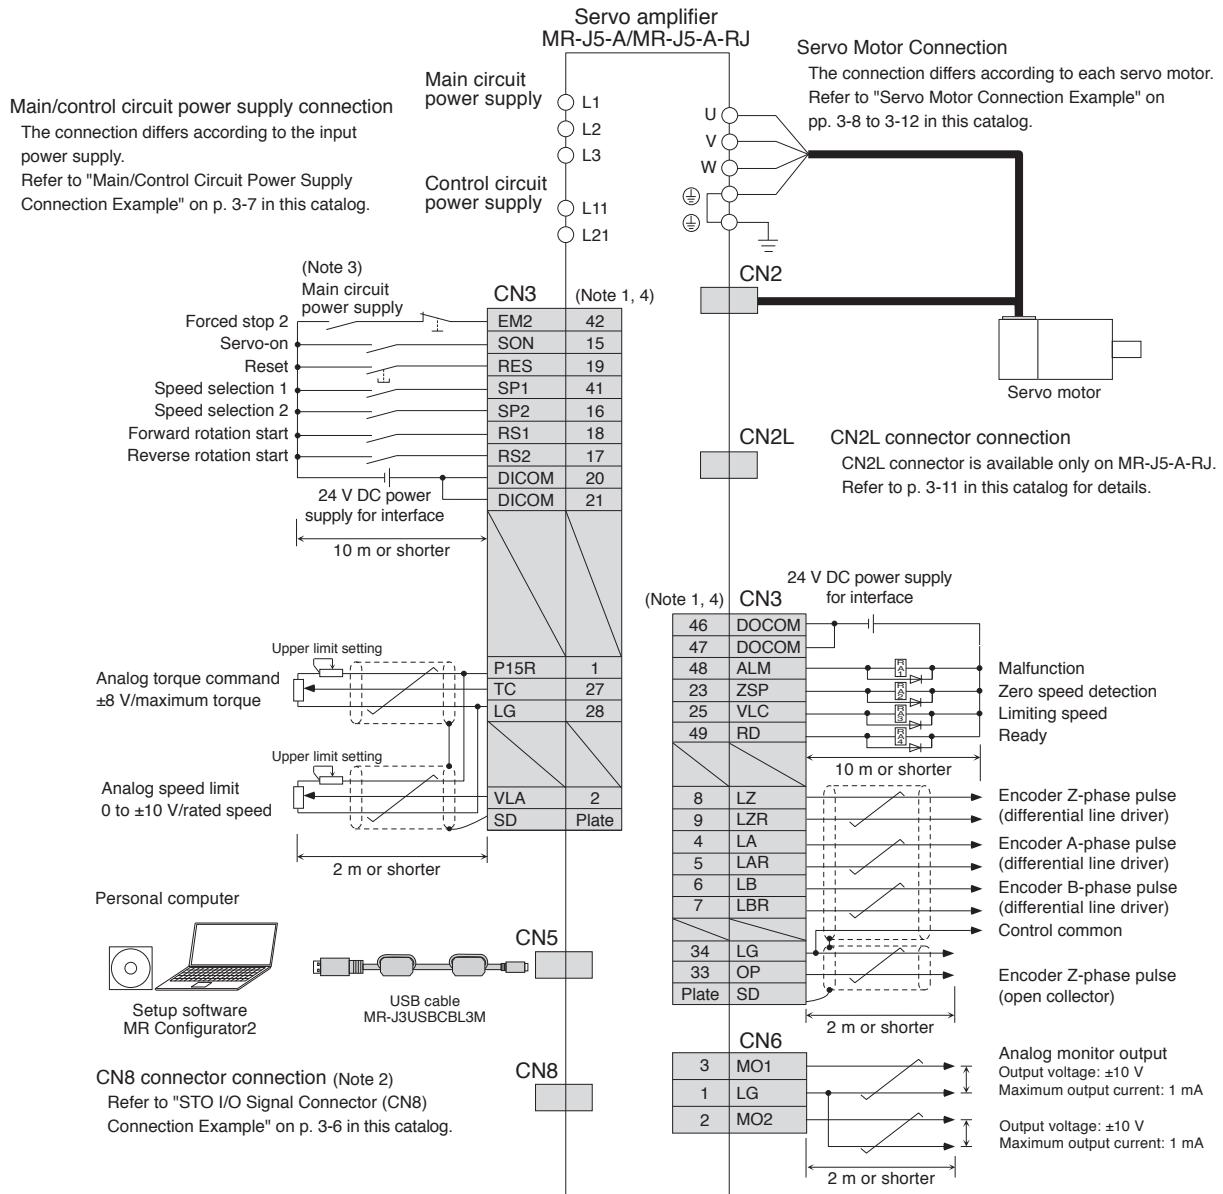 Servo amplifier
MR-J5-A/MR-J5-A-RJ
Main/control circuit power supply connection
The connection differs according to the input
power supply.
Refer to "Main/Control Circuit Power Supply
Connection Example" on p. 3-7 in this catalog.
Main circuit
power supply
L1
L2
L3
Control circuit
power supply
L11
L21
U
V
W
Servo Motor Connection
The connection differs according to each servo motor.
Refer to "Servo Motor Connection Example" on
pp. 3-8 to 3-12 in this catalog.
CN2
Servo motor
CN2L
CN2L connector connection
CN2L connector is available only on MR-J5-A-RJ.
Refer to p. 3-11 in this catalog for details.
(Note 3)
Main circuit
power supply
CN3 (Note 1, 4)
Forced stop 2 EM2 42
Servo-on SON 15
Reset RES 19
Speed selection 1 SP1 41
Speed selection 2 SP2 16
Forward rotation start RS1 18
Reverse rotation start RS2 17
DICOM 20
DICOM 21
24 V DC power
supply for interface
10 m or shorter
Upper limit setting
Analog torque command
±8 V/maximum torque
P15R 1
TC 27
LG 28
Upper limit setting
Analog speed limit
0 to ±10 V/rated speed
VLA 2
SD Plate
2 m or shorter
24 V DC power supply
for interface
(Note 1, 4) CN3
46 DOCOM
47 DOCOM
48 ALM RA1 Malfunction
23 ZSP RA2 Zero speed detection
25 VLC RA3 Limiting speed
49 RD RA4 Ready
10 m or shorter
8 LZ Encoder Z-phase pulse
9 LZR (differential line driver)
4 LA Encoder A-phase pulse
5 LAR (differential line driver)
6 LB Encoder B-phase pulse
7 LBR (differential line driver)
Control common
34 LG
33 OP Encoder Z-phase pulse
Plate SD (open collector)
2 m or shorter
Personal computer
Setup software
MR Configurator2
USB cable
MR-J3USBCBL3M
CN5
CN8 connector connection (Note 2)
Refer to "STO I/O Signal Connector (CN8)
Connection Example" on p. 3-6 in this catalog.
CN8
CN6
3 MO1
1 LG
2 MO2
Analog monitor output
Output voltage: ±10 V
Maximum output current: 1 mA
Output voltage: ±10 V
Maximum output current: 1 mA
2 m or shorter